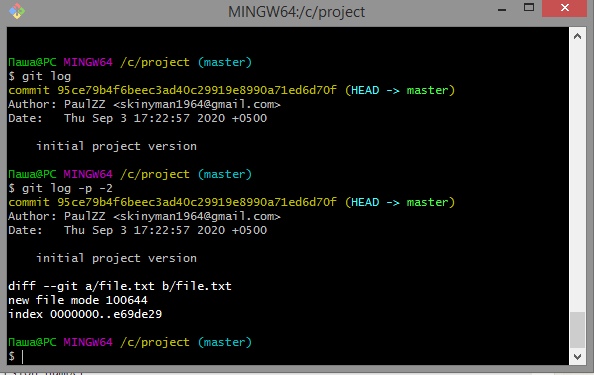 MINGW64:/c/project
Паша@PC MINGW64 /c/project (master)
$ git log
commit 95ce79b4f6beec3ad40c29919e8990a71ed6d70f (HEAD -> master)
Author: PaulZZ <skinyman1964@gmail.com>
Date:   Thu Sep 3 17:22:57 2020 +0500
    initial project version
Паша@PC MINGW64 /c/project (master)
$ git log -p -2
commit 95ce79b4f6beec3ad40c29919e8990a71ed6d70f (HEAD -> master)
Author: PaulZZ <skinyman1964@gmail.com>
Date:   Thu Sep 3 17:22:57 2020 +0500
    initial project version
diff --git a/file.txt b/file.txt
new file mode 100644
index 0000000..e69de29
Паша@PC MINGW64 /c/project (master)
$